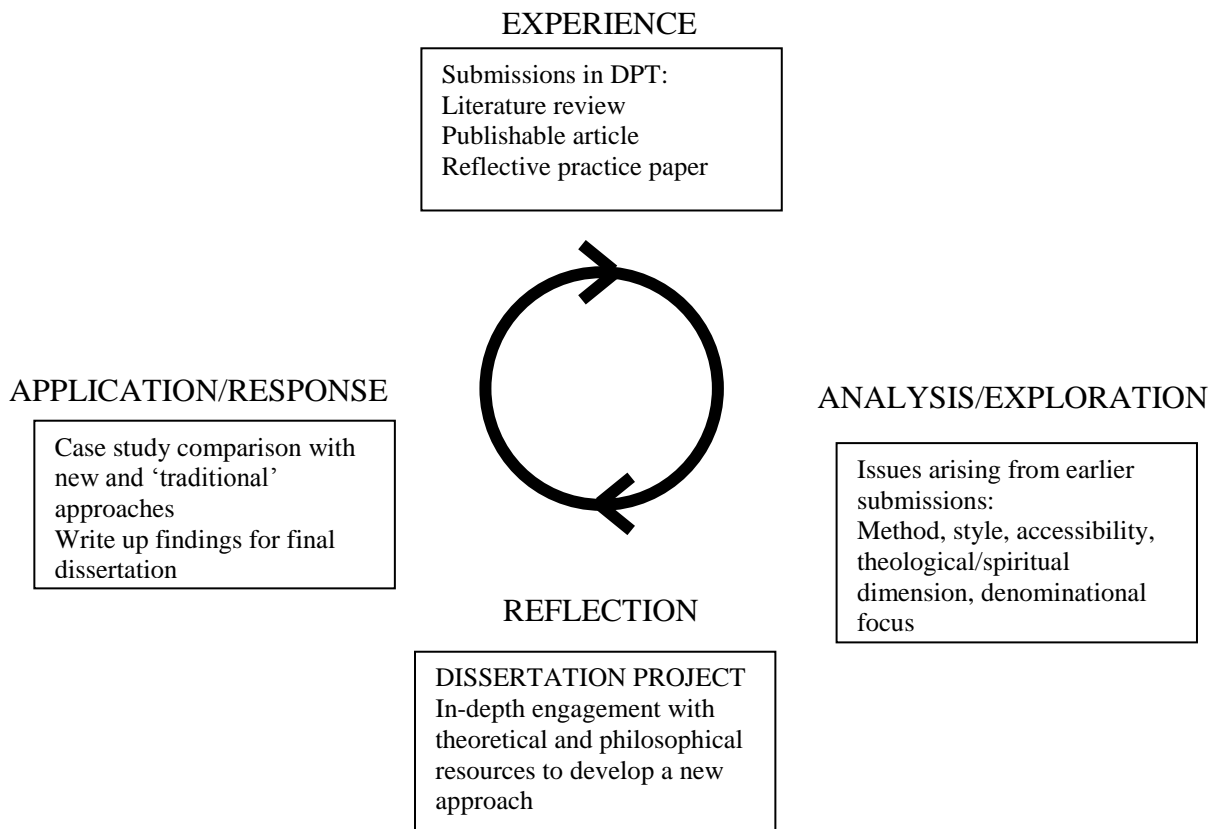 EXPERIENCE
Submissions in DPT:
Literature review
Publishable article
Reflective practice paper
APPLICATION/RESPONSE
Case study comparison with
new and ‘traditional’
approaches
Write up findings for final
dissertation
ANALYSIS/EXPLORATION
Issues arising from earlier
submissions:
Method, style, accessibility,
theological/spiritual
dimension, denominational
focus
REFLECTION
DISSERTATION PROJECT
In-depth engagement with
theoretical and philosophical
resources to develop a new
approach